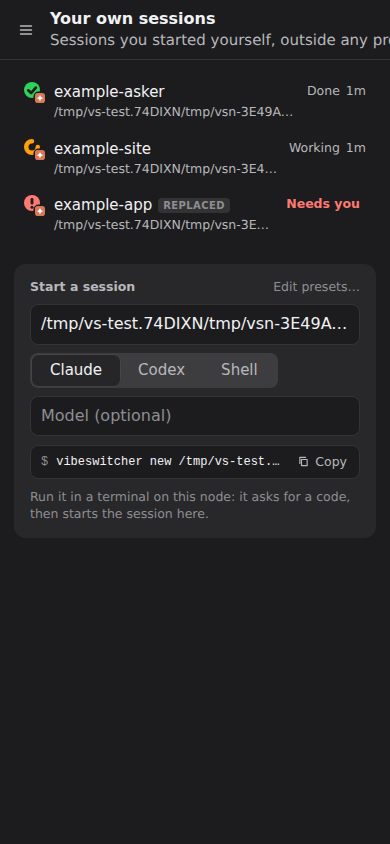 Your own sessions
Sessions you started yourself, outside any pr
example-asker Done 1m
/tmp/vs-test.74DIXN/tmp/vsn-3E49A…
example-site Working 1m
/tmp/vs-test.74DIXN/tmp/vsn-3E4…
example-app REPLACED Needs you
/tmp/vs-test.74DIXN/tmp/vsn-3E…
Start a session Edit presets…
/tmp/vs-test.74DIXN/tmp/vsn-3E49A…
Claude Codex Shell
Model (optional)
$ vibeswitcher new /tmp/vs-test.… Copy
Run it in a terminal on this node: it asks for a code,
then starts the session here.